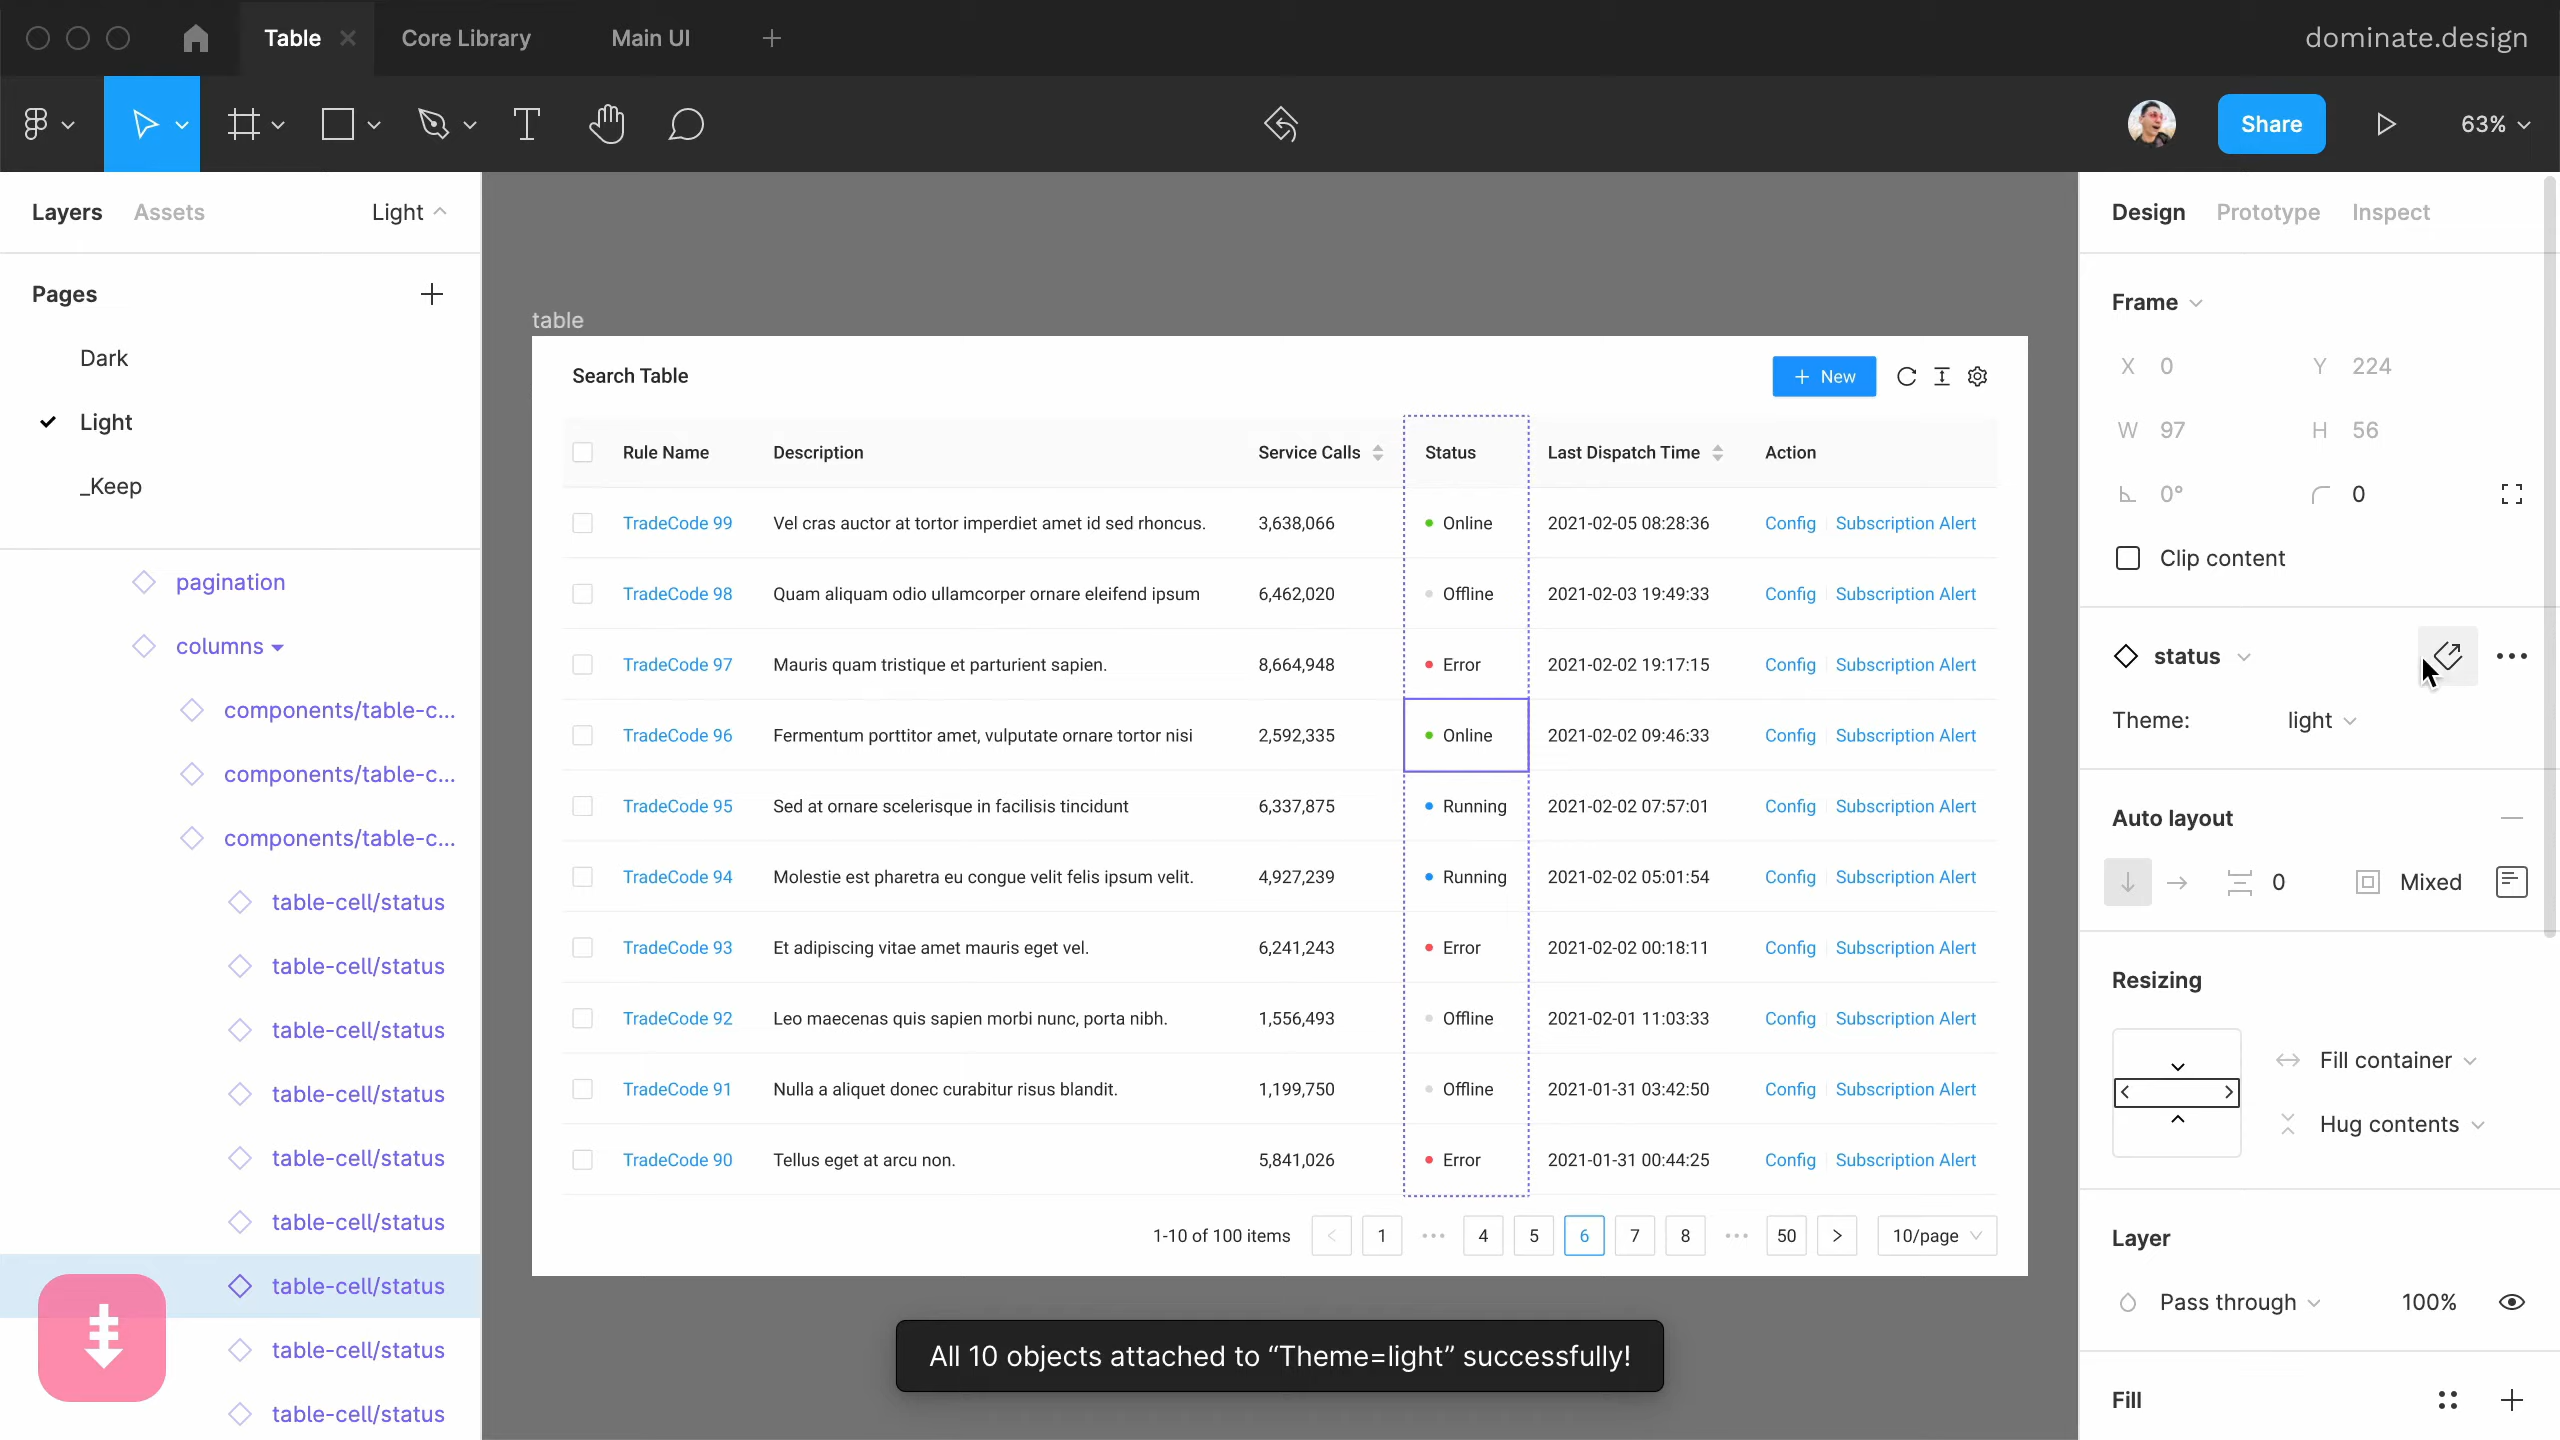 Table
Core Library
Main UI
dominate.design
Share
63%
Layers
Assets
Light
Pages
Dark
Light
_Keep
pagination
columns
components/table-c...
components/table-c...
components/table-c...
table-cell/status
table-cell/status
table-cell/status
table-cell/status
table-cell/status
table-cell/status
table-cell/status
table-cell/status
table-cell/status
table
Search Table
+ New
Rule Name Description Service Calls Status Last Dispatch Time Action
TradeCode 99 Vel cras auctor at tortor imperdiet amet id sed rhoncus. 3,638,066 Online 2021-02-05 08:28:36 Config Subscription Alert
TradeCode 98 Quam aliquam odio ullamcorper ornare eleifend ipsum 6,462,020 Offline 2021-02-03 19:49:33 Config Subscription Alert
TradeCode 97 Mauris quam tristique et parturient sapien. 8,664,948 Error 2021-02-02 19:17:15 Config Subscription Alert
TradeCode 96 Fermentum porttitor amet, vulputate ornare tortor nisi 2,592,335 Online 2021-02-02 09:46:33 Config Subscription Alert
TradeCode 95 Sed at ornare scelerisque in facilisis tincidunt 6,337,875 Running 2021-02-02 07:57:01 Config Subscription Alert
TradeCode 94 Molestie est pharetra eu congue velit felis ipsum velit. 4,927,239 Running 2021-02-02 05:01:54 Config Subscription Alert
TradeCode 93 Et adipiscing vitae amet mauris eget vel. 6,241,243 Error 2021-02-02 00:18:11 Config Subscription Alert
TradeCode 92 Leo maecenas quis sapien morbi nunc, porta nibh. 1,556,493 Offline 2021-02-01 11:03:33 Config Subscription Alert
TradeCode 91 Nulla a aliquet donec curabitur risus blandit. 1,199,750 Offline 2021-01-31 03:42:50 Config Subscription Alert
TradeCode 90 Tellus eget at arcu non. 5,841,026 Error 2021-01-31 00:44:25 Config Subscription Alert
1-10 of 100 items < 1 ••• 4 5 6 7 8 ••• 50 > 10/page
All 10 objects attached to “Theme=light” successfully!
Design
Prototype
Inspect
Frame
X 0 Y 224
W 97 H 56
0° 0
Clip content
status
Theme: light
Auto layout
0 Mixed
Resizing
Fill container
Hug contents
Layer
Pass through 100%
Fill